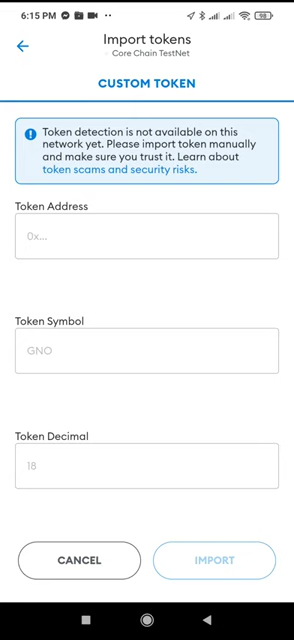 6:15 PM
98
Import tokens
Core Chain TestNet
CUSTOM TOKEN
Token detection is not available on this
network yet. Please import token manually
and make sure you trust it. Learn about
token scams and security risks.
Token Address
0x...
Token Symbol
GNO
Token Decimal
18
CANCEL
IMPORT